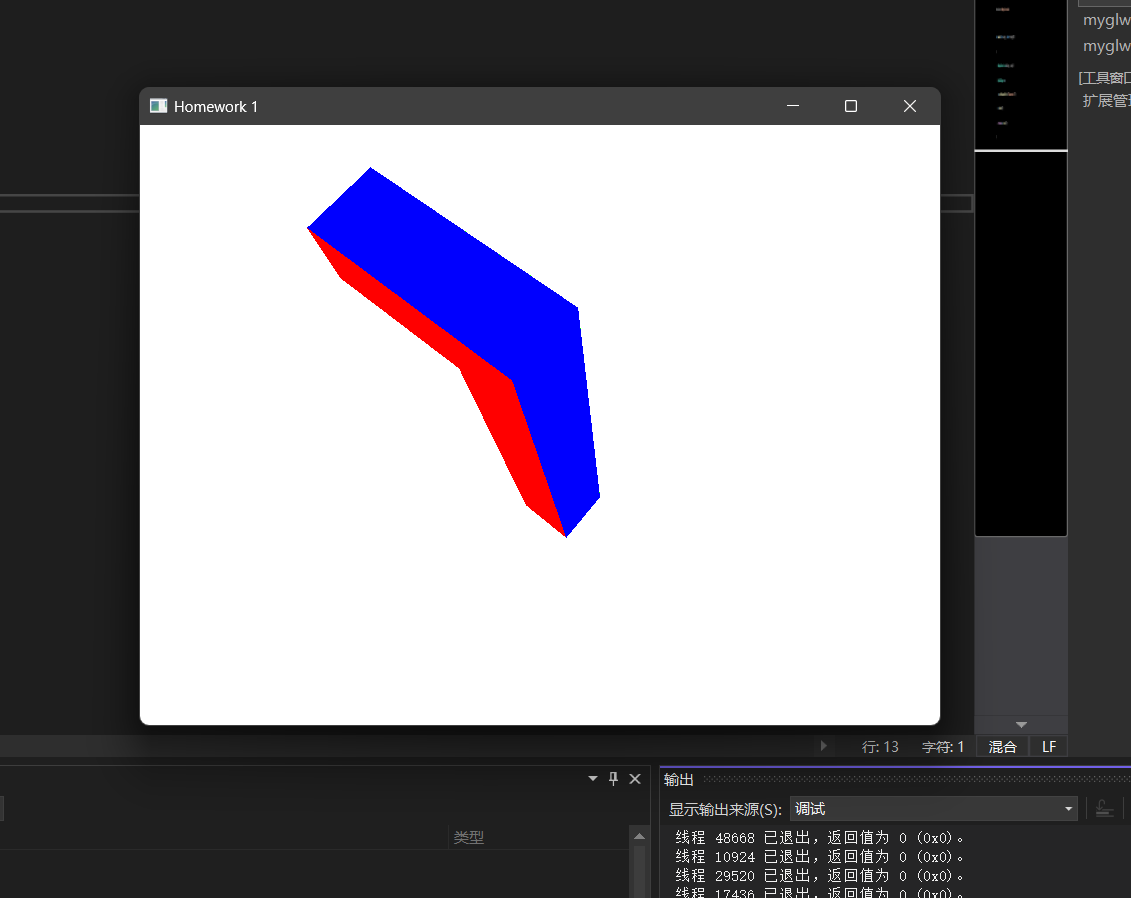 myglw
myglw
[工具窗口
扩展管理
Homework 1
行: 13 字符: 1 混合 LF
输出
显示输出来源(S): 调试
类型
线程 48668 已退出，返回值为 0 (0x0)。
线程 10924 已退出，返回值为 0 (0x0)。
线程 29520 已退出，返回值为 0 (0x0)。
线程 17436 已退出，返回值为 0 (0x0)。